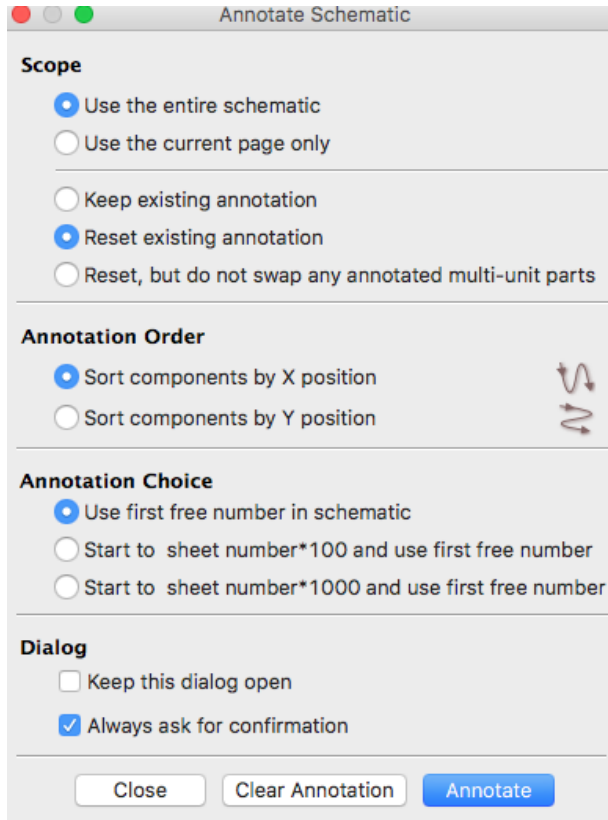 Annotate Schematic
Scope
Use the entire schematic
Use the current page only
Keep existing annotation
Reset existing annotation
Reset, but do not swap any annotated multi-unit parts
Annotation Order
Sort components by X position
Sort components by Y position
Annotation Choice
Use first free number in schematic
Start to  sheet number*100 and use first free number
Start to  sheet number*1000 and use first free number
Dialog
Keep this dialog open
Always ask for confirmation
Close Clear Annotation Annotate